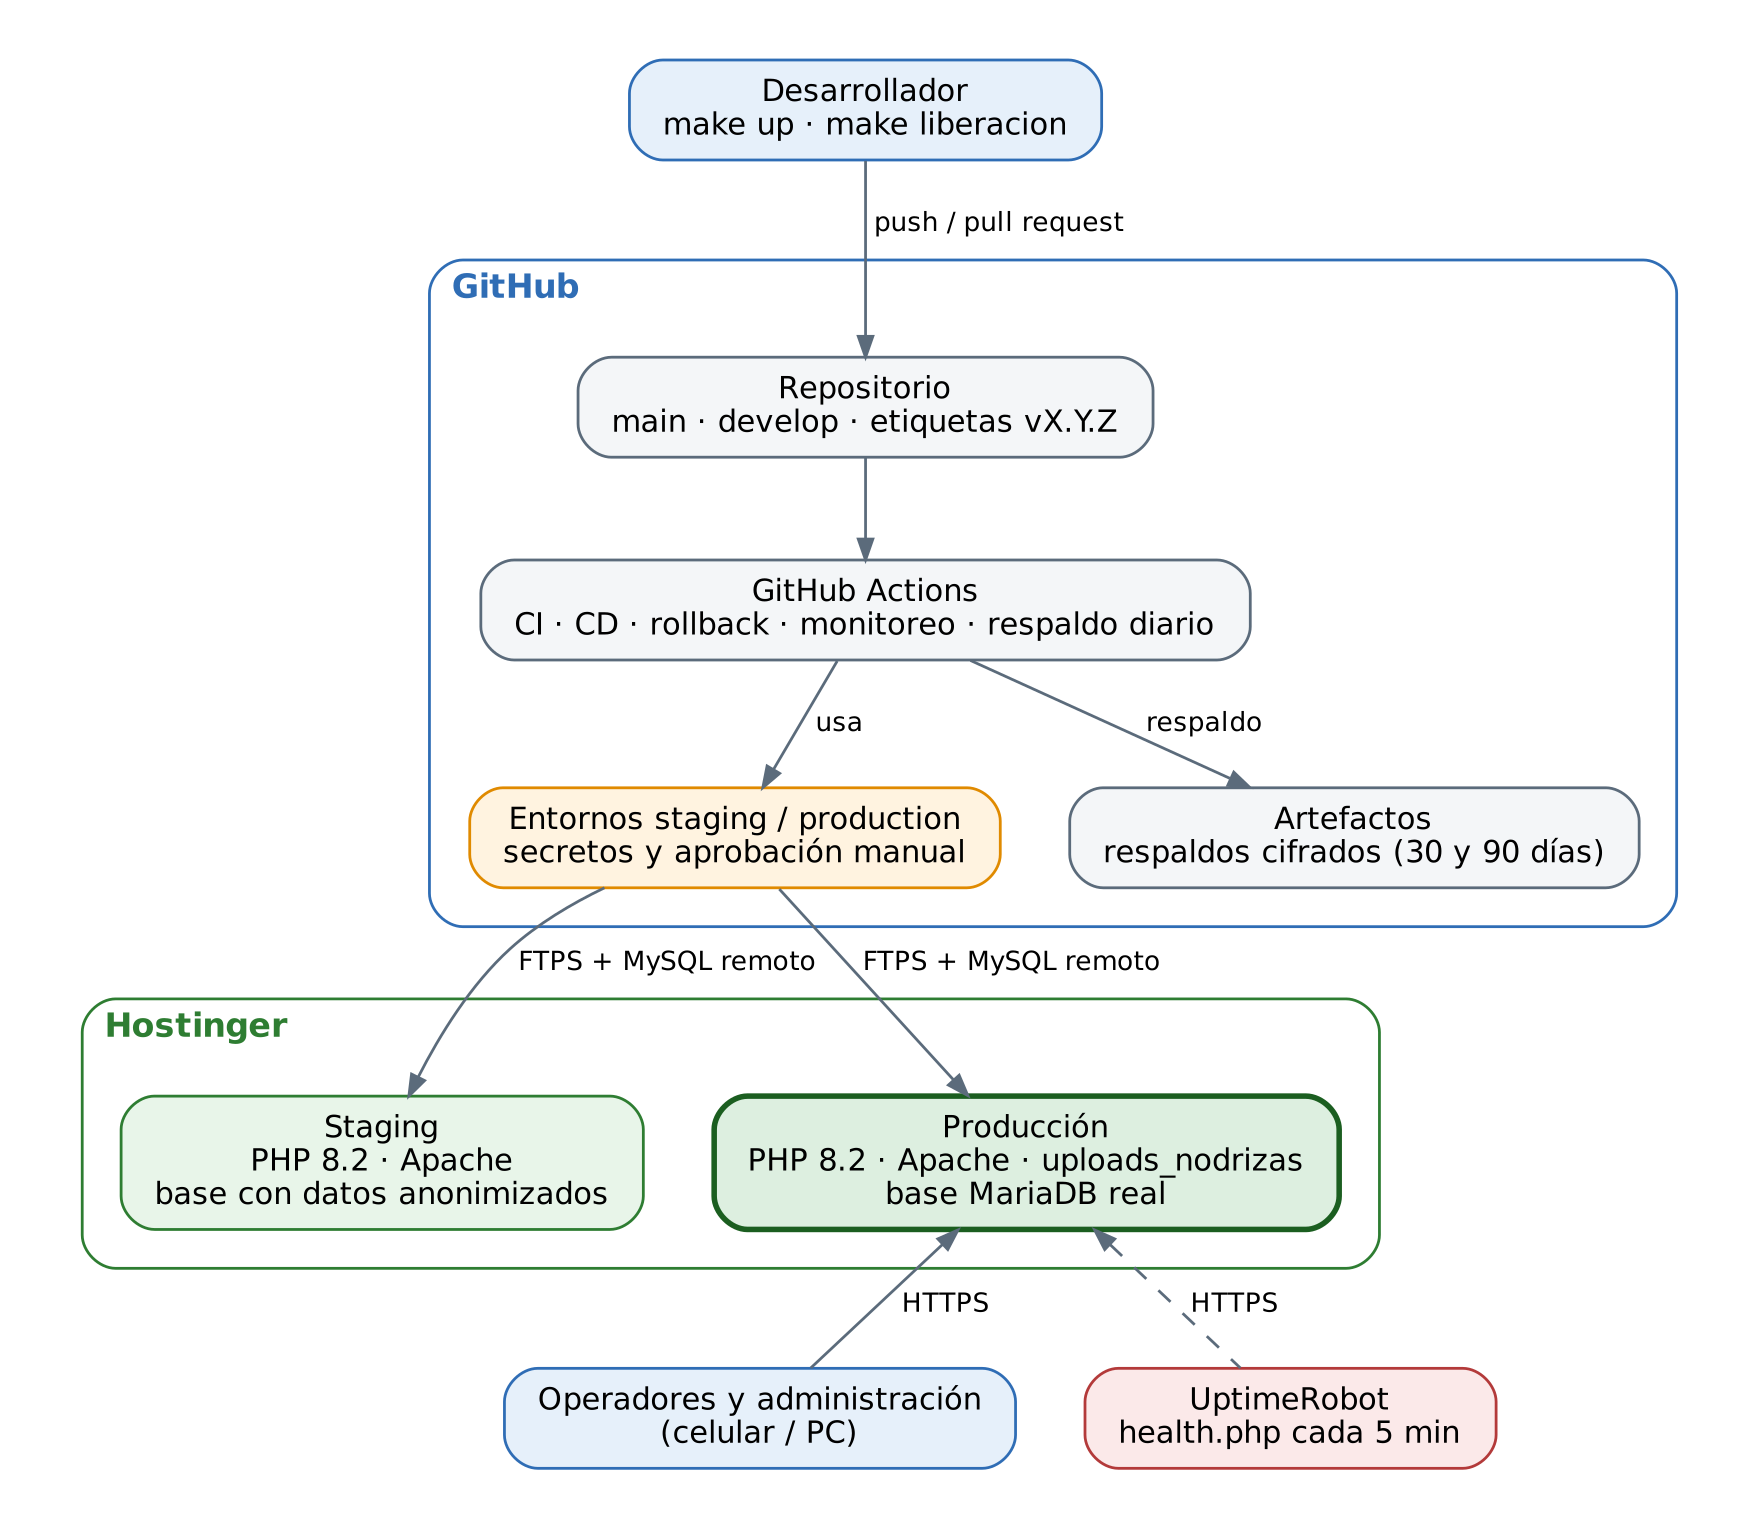 Desarrollador
make up · make liberacion
push / pull request
GitHub
Repositorio
main · develop · etiquetas vX.Y.Z
GitHub Actions
CI · CD · rollback · monitoreo · respaldo diario
usa
respaldo
Entornos staging / production
secretos y aprobación manual
Artefactos
respaldos cifrados (30 y 90 días)
FTPS + MySQL remoto
FTPS + MySQL remoto
Hostinger
Staging
PHP 8.2 · Apache
base con datos anonimizados
Producción
PHP 8.2 · Apache · uploads_nodrizas
base MariaDB real
HTTPS
HTTPS
Operadores y administración
(celular / PC)
UptimeRobot
health.php cada 5 min